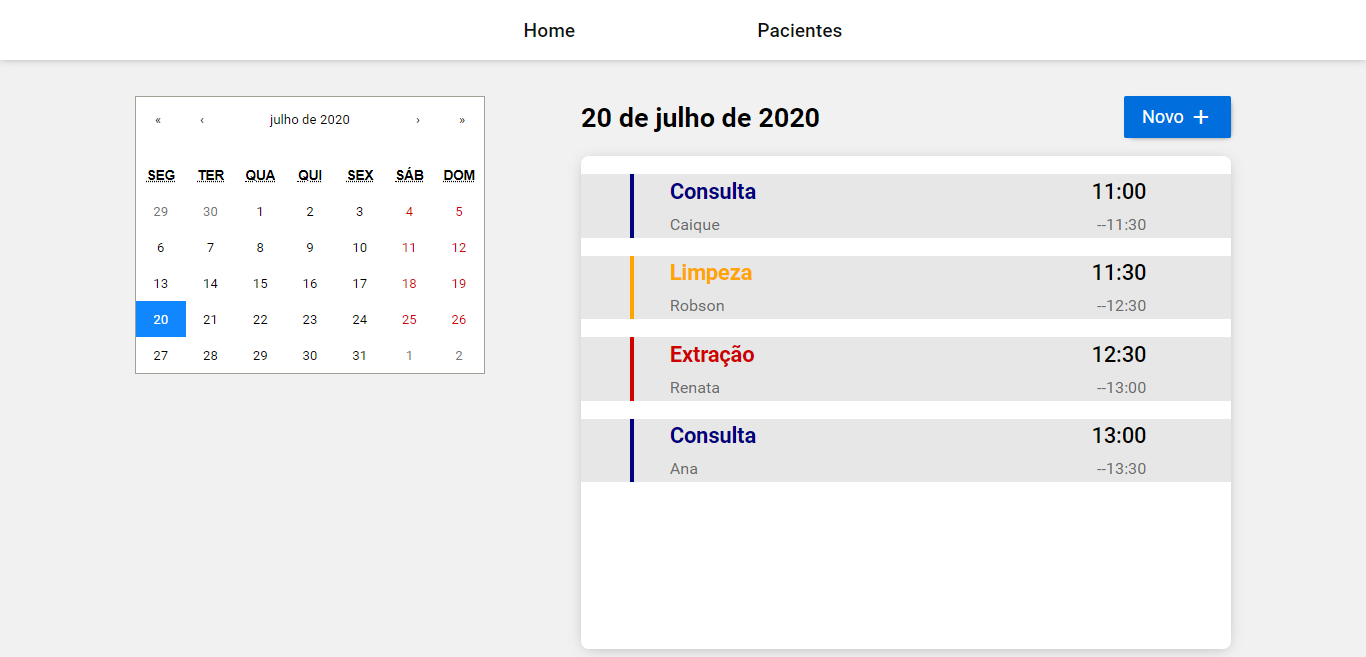 Home Pacientes
« ‹ julho de 2020 › »
SEG TER QUA QUI SEX SÁB DOM
29 30 1 2 3 4 5
6 7 8 9 10 11 12
13 14 15 16 17 18 19
20 21 22 23 24 25 26
27 28 29 30 31 1 2
20 de julho de 2020 Novo +
Consulta 11:00
Caique --11:30
Limpeza 11:30
Robson --12:30
Extração 12:30
Renata --13:00
Consulta 13:00
Ana --13:30